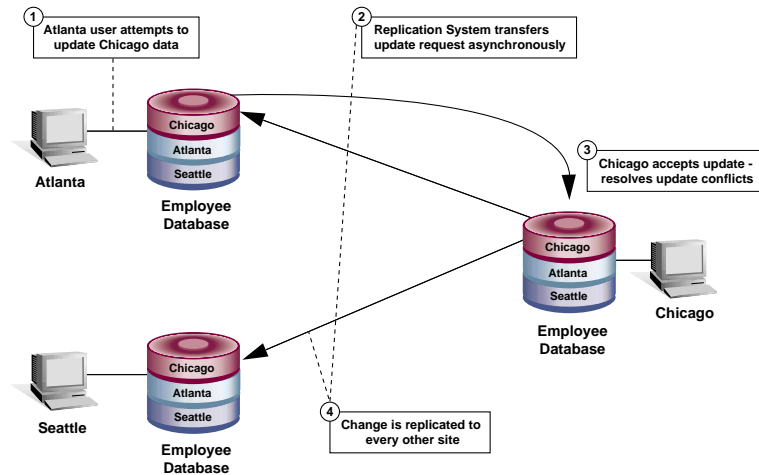 1
Atlanta user attempts to
update Chicago data
2
Replication System transfers
update request asynchronously
Chicago
Atlanta
Seattle
Atlanta
Employee
Database
3
Chicago accepts update -
resolves update conflicts
Chicago
Atlanta
Seattle
Chicago
Employee
Database
Chicago
Atlanta
Seattle
Seattle
Employee
Database
4
Change is replicated to
every other site